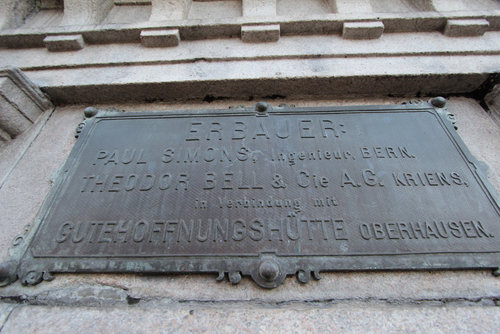 ERBAUER:
PAUL SIMONS, Ingenieur, BERN.
THEODOR BELL & Cie A.G. KRIENS,
in Verbindung mit
GUTEHOFFNUNGSHÜTTE OBERHAUSEN.